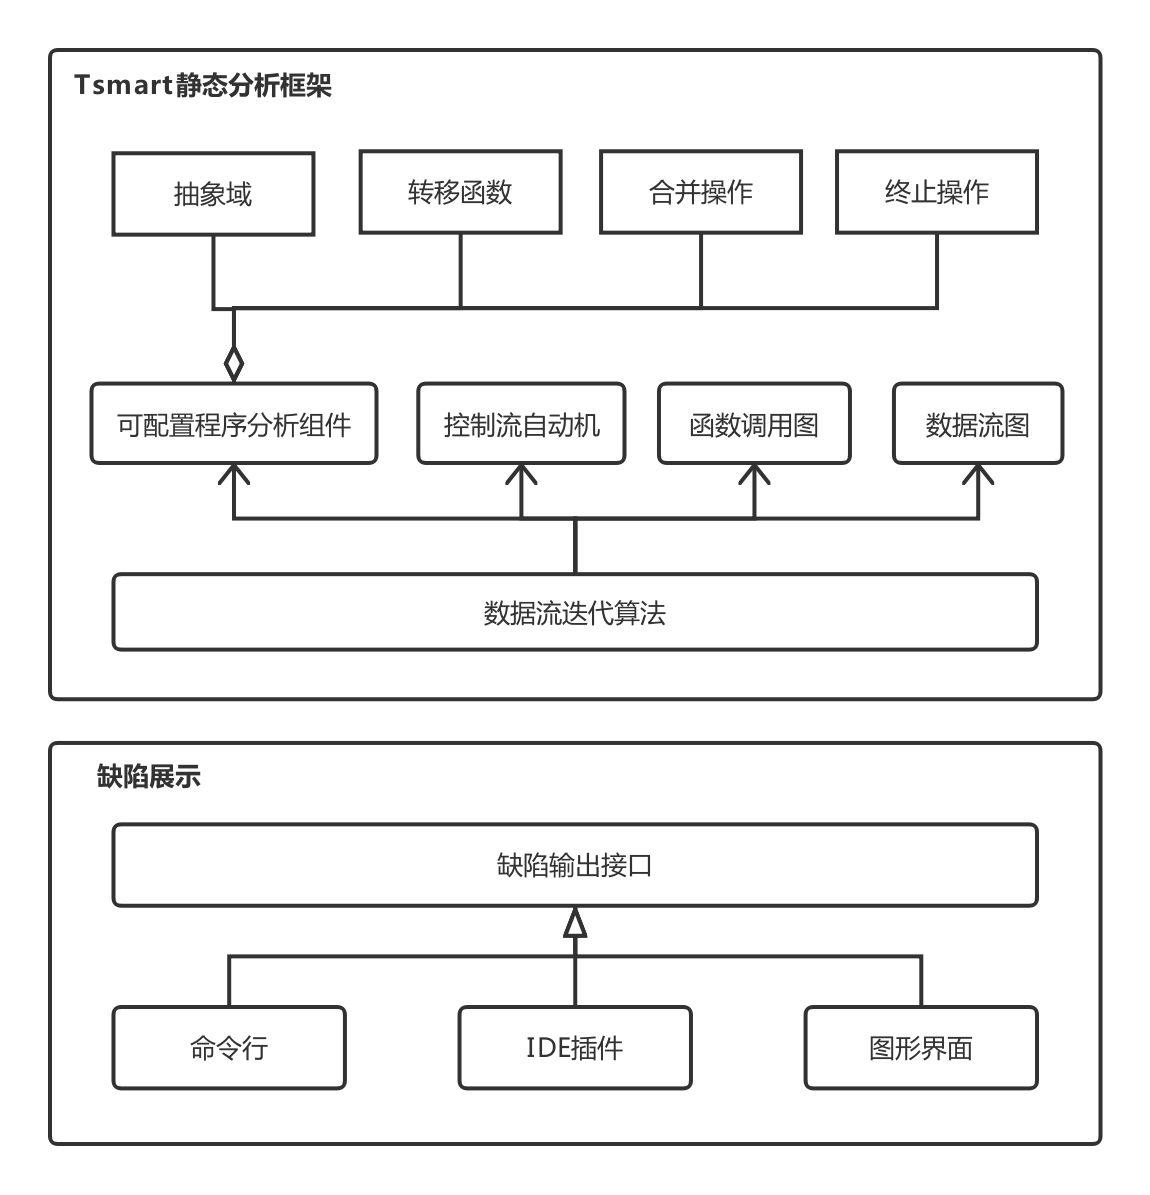 Tsmart静态分析框架
抽象域
转移函数
合并操作
终止操作
可配置程序分析组件
控制流自动机
函数调用图
数据流图
数据流迭代算法
缺陷展示
缺陷输出接口
命令行
IDE插件
图形界面